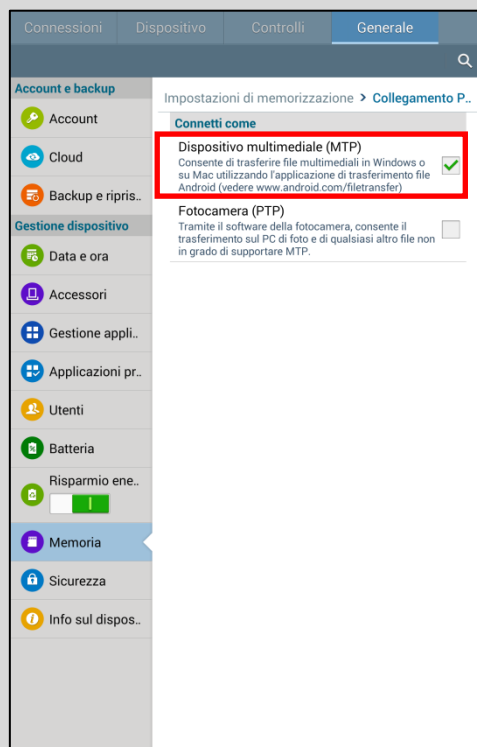 Connessioni Dispositivo Controlli Generale
Account e backup
Account
Cloud
Backup e ripris..
Gestione dispositivo
Data e ora
Accessori
Gestione appli..
Applicazioni pr..
Utenti
Batteria
Risparmio ene..
Memoria
Sicurezza
Info sul dispos..
Impostazioni di memorizzazione > Collegamento P..
Connetti come
Dispositivo multimediale (MTP)
Consente di trasferire file multimediali in Windows o
su Mac utilizzando l'applicazione di trasferimento file
Android (vedere www.android.com/filetransfer)
Fotocamera (PTP)
Tramite il software della fotocamera, consente il
trasferimento sul PC di foto e di qualsiasi altro file non
in grado di supportare MTP.